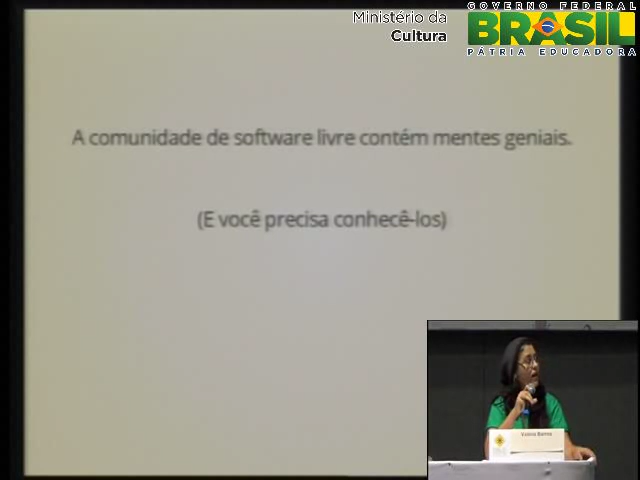 Ministério da
Cultura
GOVERNO FEDERAL
BRASIL
PÁTRIA EDUCADORA
A comunidade de software livre contém mentes geniais.
(E você precisa conhecê-los)
Barros